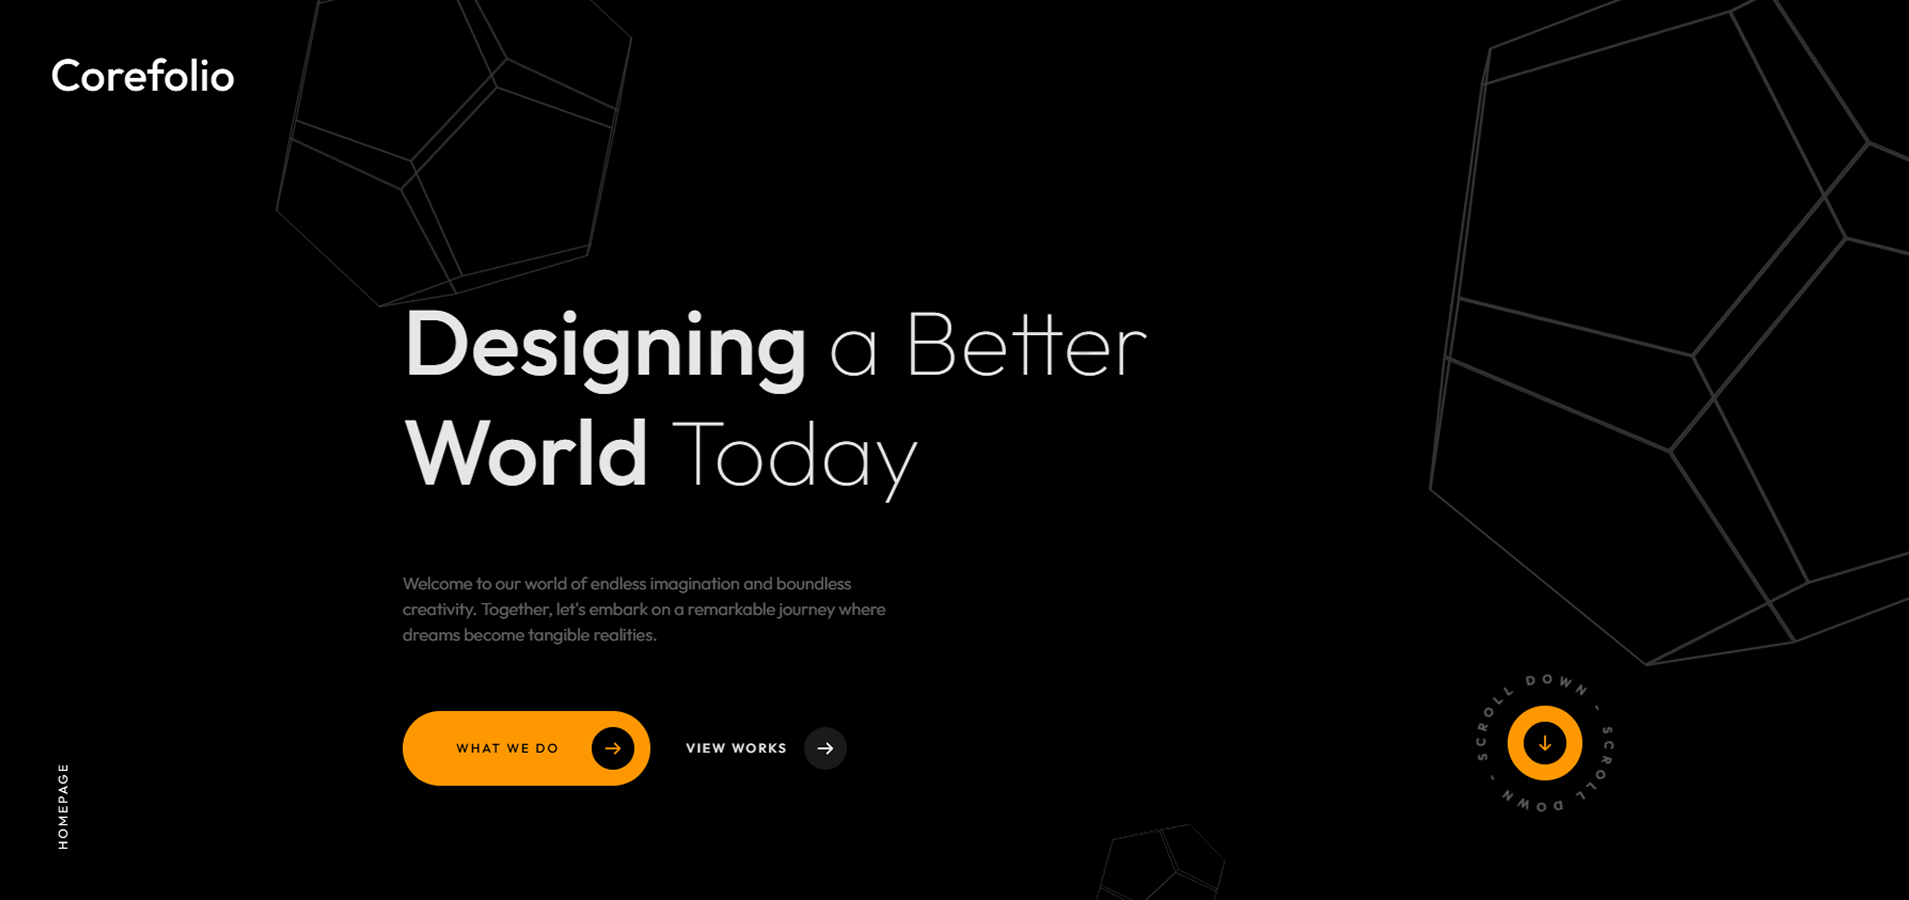 Corefolio
Designing a Better
World Today
Welcome to our world of endless imagination and boundless
creativity. Together, let's embark on a remarkable journey where
dreams become tangible realities.
WHAT WE DO
VIEW WORKS
SCROLL DOWN - SCROLL DOWN -
HOMEPAGE